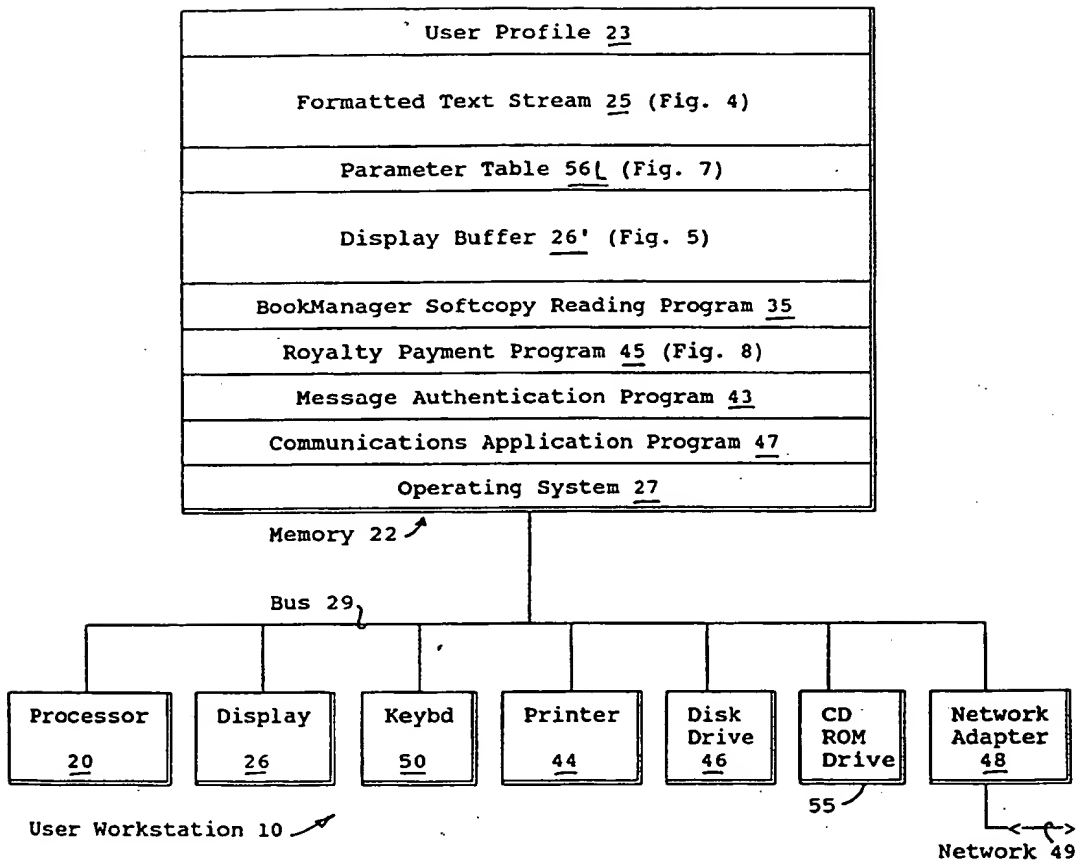 User Profile 23
Formatted Text Stream 25 (Fig. 4)
Parameter Table 56L (Fig. 7)
Display Buffer 26' (Fig. 5)
BookManager Softcopy Reading Program 35
Royalty Payment Program 45 (Fig. 8)
Message Authentication Program 43
Communications Application Program 47
Operating System 27
Memory 22
Bus 29
Processor
20
Display
26
Keybd
50
Printer
44
Disk
Drive
46
CD
ROM
Drive
55
Network
Adapter
48
User Workstation 10
Network 49